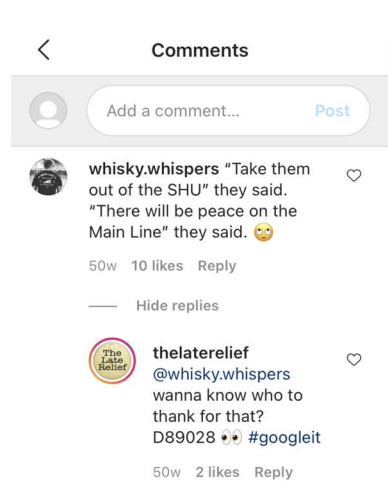 Comments
Add a comment...
Post
whisky.whispers “Take them
out of the SHU” they said.
“There will be peace on the
Main Line” they said. 🙄
50w 10 likes Reply
Hide replies
The
Late
Relief
thelaterelief
@whisky.whispers
wanna know who to
thank for that?
D89028 👀 #googleit
50w 2 likes Reply